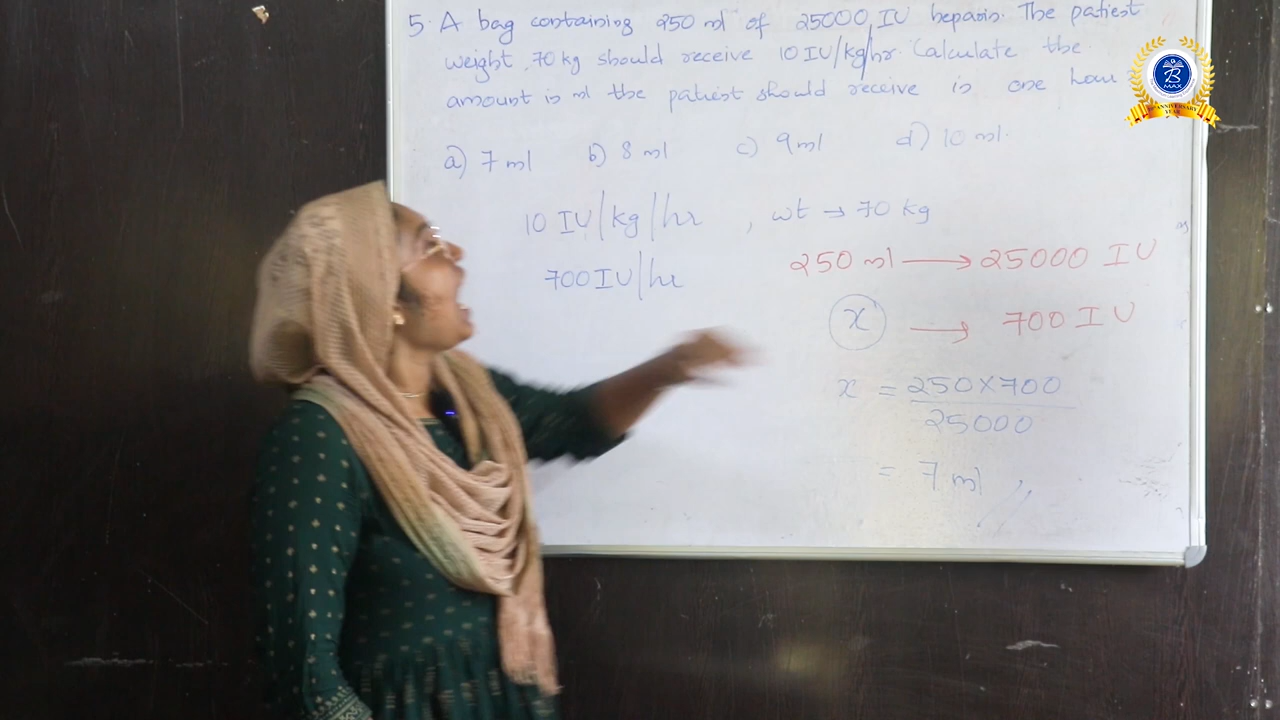 5. A bag containing 250 ml of 25000 IU heparin. The patient
weight 70 kg should receive 10 IU/kg/hr. Calculate the
amount in ml the patient should receive in one hour
a) 7 ml b) 8 ml c) 9 ml d) 10 ml.
10 IU/kg/hr , wt → 70 kg
700 IU/hr
250 ml → 25000 IU
x → 700 IU
x = 250×700
25000
= 7 ml //
B
MAX
ANNIVERSARY
YEAR